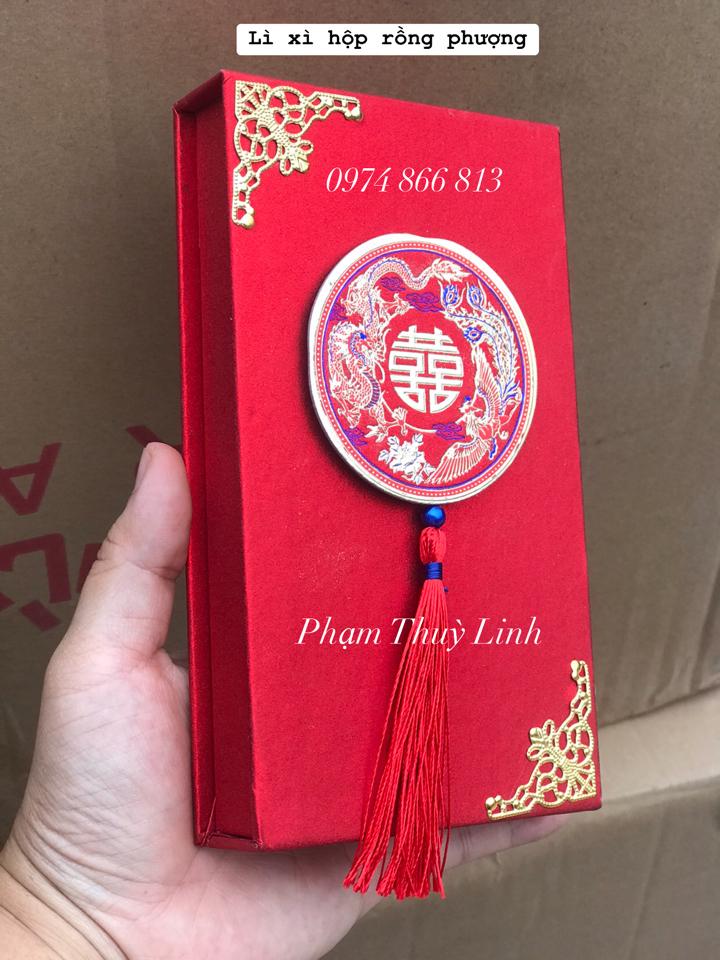 Lì xì hộp rồng phượng
0974 866 813
囍
Phạm Thuỳ Linh